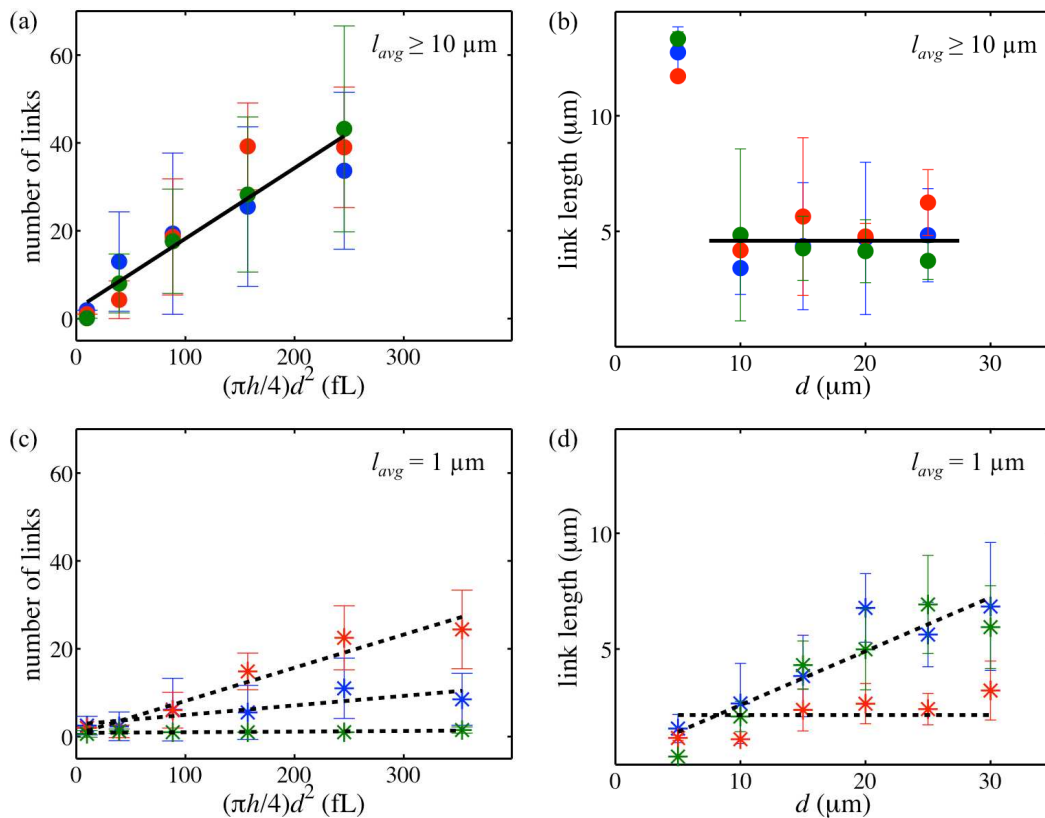 (a)
l_avg ≥ 10 µm
number of links
60
40
20
0
0 100 200 300
(πh/4)d² (fL)
(b)
l_avg ≥ 10 µm
link length (µm)
10
5
0 10 20 30
d (µm)
(c)
l_avg = 1 µm
number of links
60
40
20
0
0 100 200 300
(πh/4)d² (fL)
(d)
l_avg = 1 µm
link length (µm)
10
5
0 10 20 30
d (µm)